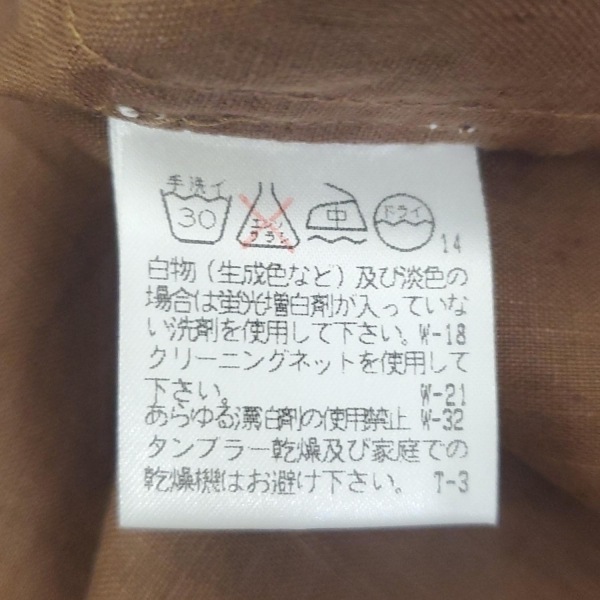 手洗イ
30 エンソ サラシ 中 ドライ
14
白物（生成色など）及び淡色の
場合は蛍光増白剤が入っていな
い洗剤を使用して下さい。W-18
クリーニングネットを使用して
下さい。 W-21
あらゆる漂白剤の使用禁止 W-32
タンブラー乾燥及び家庭での
乾燥機はお避け下さい。 T-3